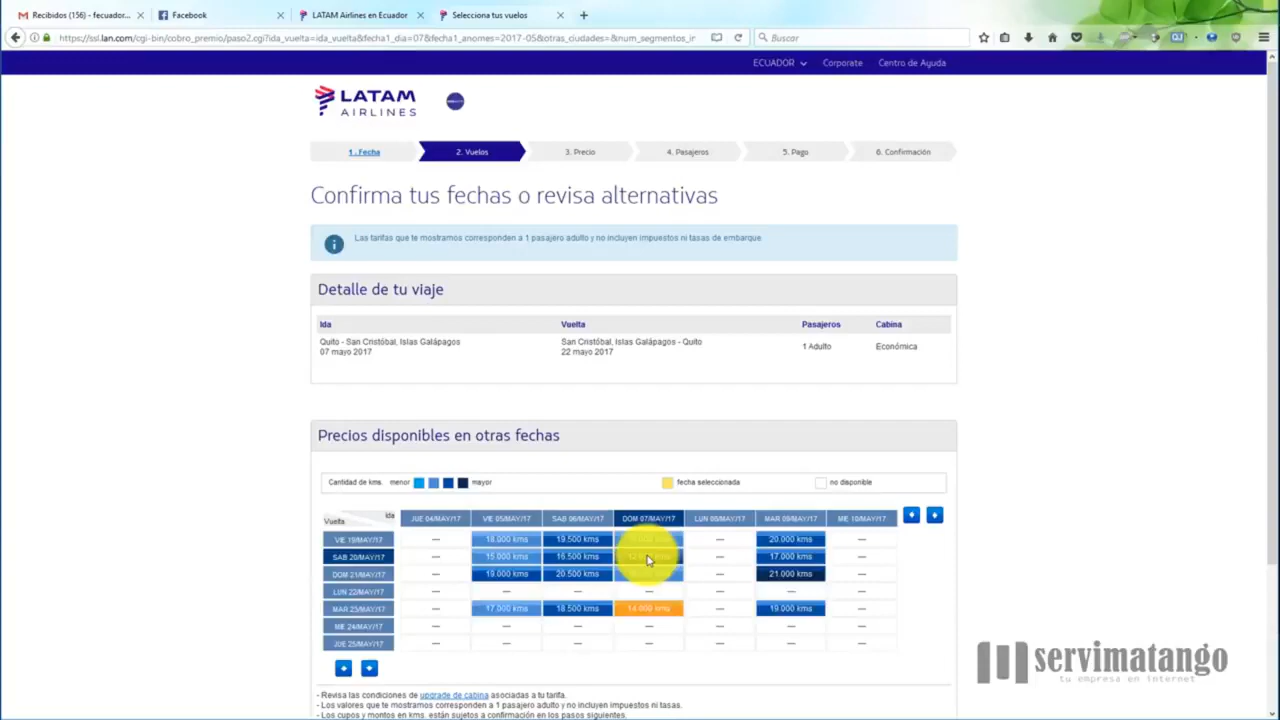 Recibidos (156) - fecuador...
Facebook
LATAM Airlines en Ecuador
Selecciona tus vuelos
https://ssl.lan.com/cgi-bin/cobro_premio/paso2.cgi?ida_vuelta=ida_vuelta&fecha1_dia=07&fecha1_anomes=2017-05&otras_ciudades=&num_segmentos_ir
Buscar
ECUADOR Corporate Centro de Ayuda
LATAM
AIRLINES
1. Fecha
2. Vuelos
3. Precio
4. Pasajeros
5. Pago
6. Confirmación
Confirma tus fechas o revisa alternativas
Las tarifas que te mostramos corresponden a 1 pasajero adulto y no incluyen impuestos ni tasas de embarque
Detalle de tu viaje
Ida Vuelta Pasajeros Cabina
Quito - San Cristóbal, Islas Galápagos San Cristóbal, Islas Galápagos - Quito 1 Adulto Económica
07 mayo 2017 22 mayo 2017
Precios disponibles en otras fechas
Cantidad de kms. menor mayor fecha seleccionada no disponible
Ida
Vuelta
JUE 04/MAY/17 VIE 05/MAY/17 SAB 06/MAY/17 DOM 07/MAY/17 LUN 08/MAY/17 MAR 09/MAY/17 ME 10/MAY/17
VIE 19/MAY/17 --- 18.000 kms 19.500 kms --- 20.000 kms ---
SAB 20/MAY/17 --- 15.000 kms 16.500 kms --- 17.000 kms ---
DOM 21/MAY/17 --- 19.000 kms 20.500 kms --- 21.000 kms ---
LUN 22/MAY/17 --- --- --- --- --- --- ---
MAR 23/MAY/17 --- 17.000 kms 18.500 kms 14.000 kms --- 19.000 kms ---
ME 24/MAY/17 --- --- --- --- --- --- ---
JUE 25/MAY/17 --- --- --- --- --- --- ---
- Revisa las condiciones de upgrade de cabina asociadas a tu tarifa.
- Los valores que te mostramos corresponden a 1 pasajero adulto y no incluyen impuestos ni tasas.
- Los cupos y montos en kms. están sujetos a confirmación en los pasos siguientes.
servimatango
tu empresa en internet